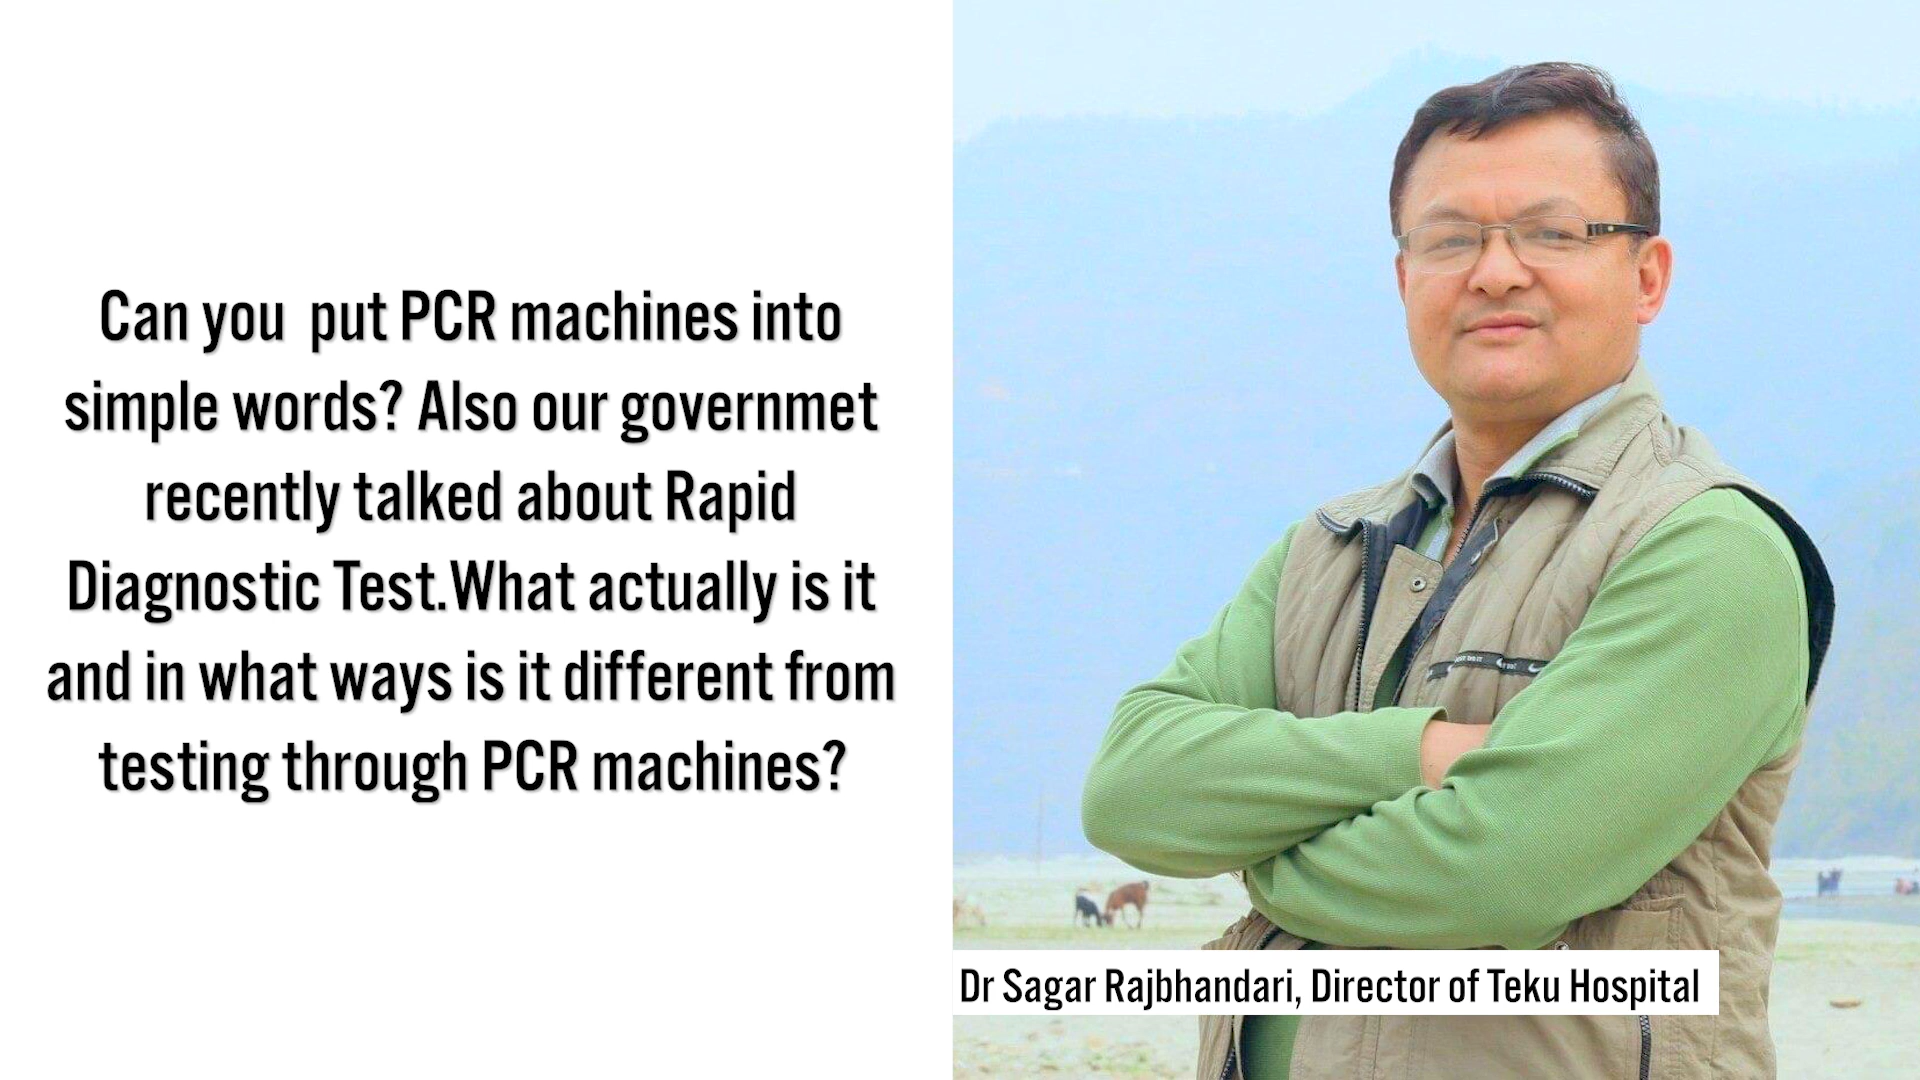 Can you put PCR machines into
simple words? Also our governmet
recently talked about Rapid
Diagnostic Test.What actually is it
and in what ways is it different from
testing through PCR machines?
Dr Sagar Rajbhandari, Director of Teku Hospital